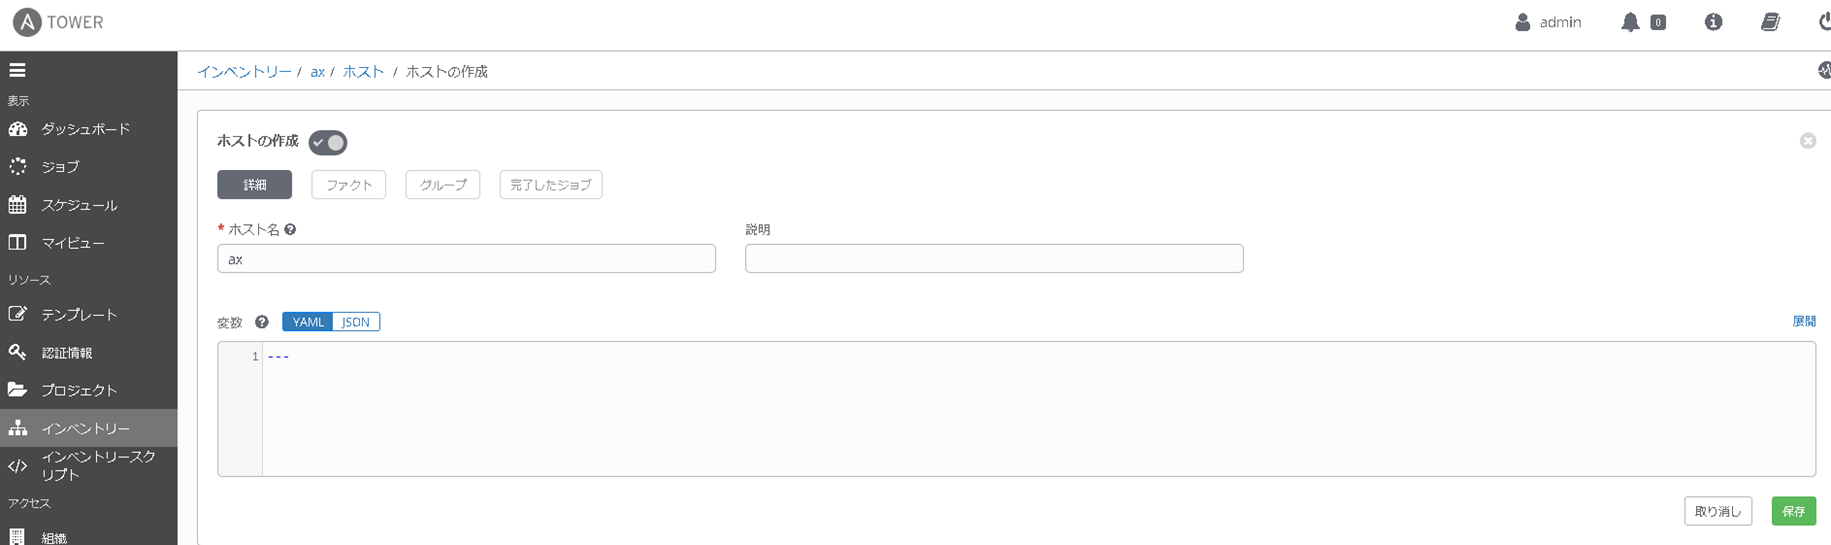 A TOWER
admin
0
インベントリー / ax / ホスト / ホストの作成
表示
ダッシュボード
ジョブ
スケジュール
マイビュー
リソース
テンプレート
認証情報
プロジェクト
インベントリー
インベントリースク
リプト
アクセス
組織
ホストの作成
詳細
ファクト
グループ
完了したジョブ
* ホスト名
説明
ax
変数
YAML
JSON
展開
1 ---
取り消し
保存